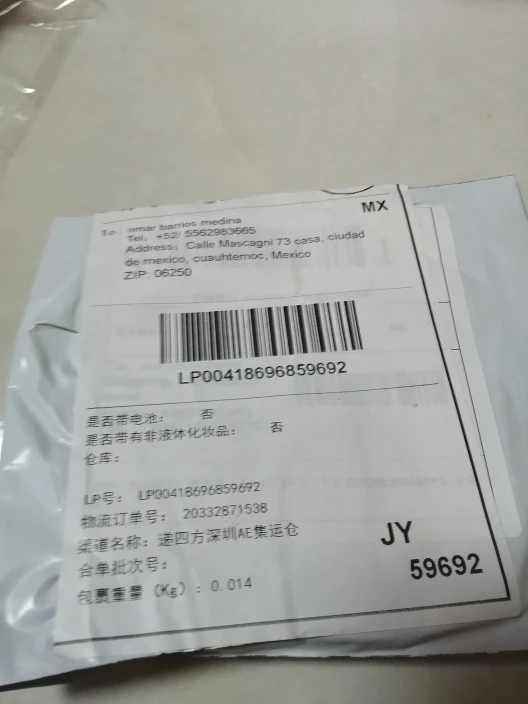 MX
To: omar barrios medina
Tel: +52/ 5562983665
Address: Calle Mascagni 73 casa, ciudad
de mexico, cuauhtemoc, Mexico
ZIP: 06250
LP00418696859692
是否带电池： 否
是否带有非液体化妆品： 否
仓库：
LP号： LP00418696859692
物流订单号： 20332871538
渠道名称：递四方深圳AE集运仓
合单批次号：
包裹重量（Kg）：0.014
JY
59692